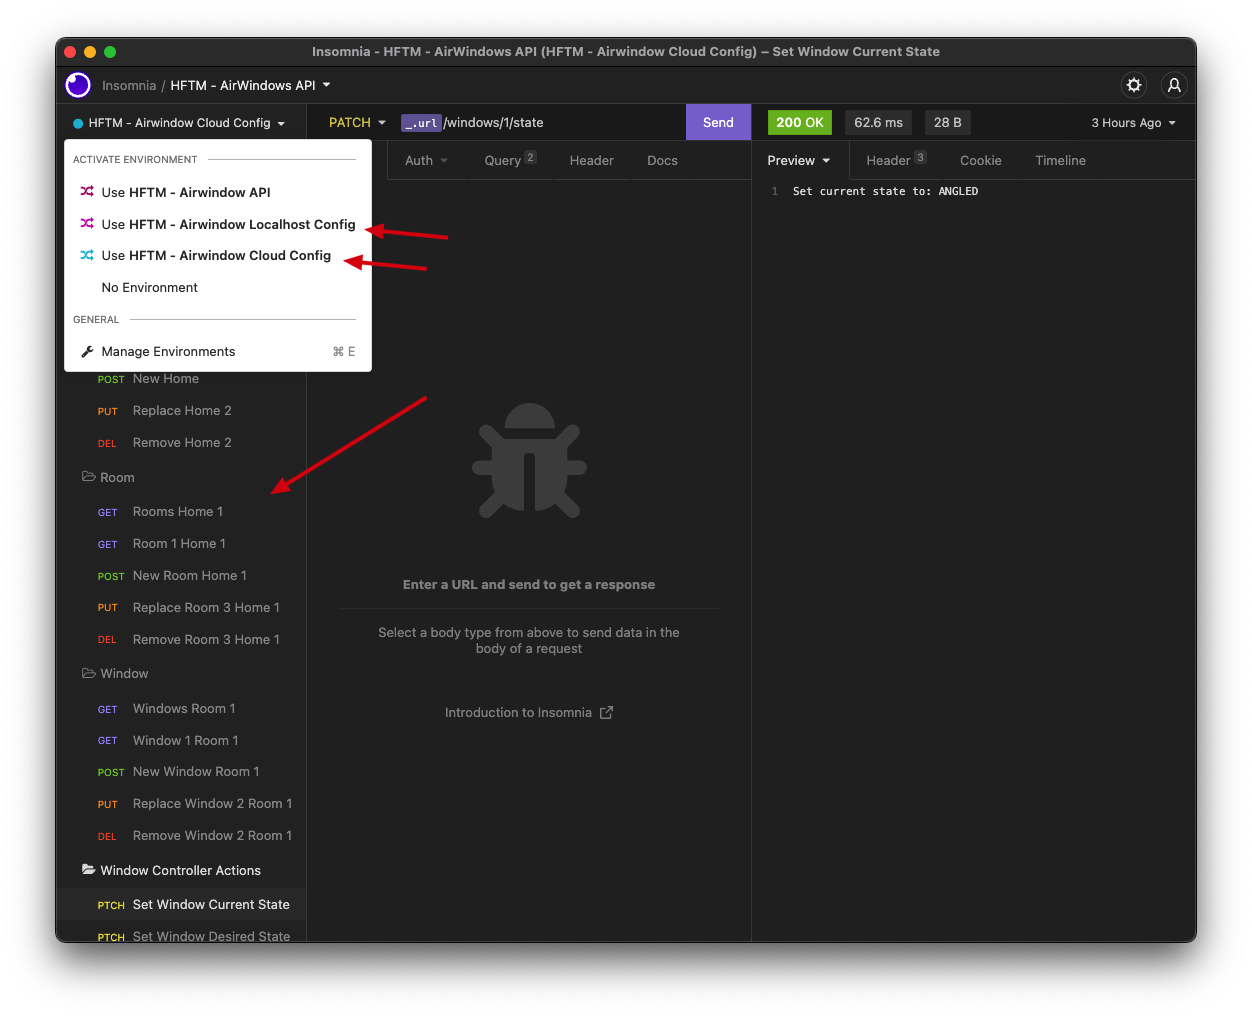 Insomnia - HFTM - AirWindows API (HFTM - Airwindow Cloud Config) – Set Window Current State
Insomnia / HFTM - AirWindows API
HFTM - Airwindow Cloud Config
PATCH
_.url /windows/1/state
Send
200 OK
62.6 ms
28 B
3 Hours Ago
ACTIVATE ENVIRONMENT
Use HFTM - Airwindow API
Use HFTM - Airwindow Localhost Config
Use HFTM - Airwindow Cloud Config
No Environment
GENERAL
Manage Environments ⌘ E
Auth
Query 2
Header
Docs
Preview
Header 3
Cookie
Timeline
1 Set current state to: ANGLED
POST New Home
PUT Replace Home 2
DEL Remove Home 2
Room
GET Rooms Home 1
GET Room 1 Home 1
POST New Room Home 1
PUT Replace Room 3 Home 1
DEL Remove Room 3 Home 1
Window
GET Windows Room 1
GET Window 1 Room 1
POST New Window Room 1
PUT Replace Window 2 Room 1
DEL Remove Window 2 Room 1
Window Controller Actions
PTCH Set Window Current State
PTCH Set Window Desired State
Enter a URL and send to get a response
Select a body type from above to send data in the
body of a request
Introduction to Insomnia